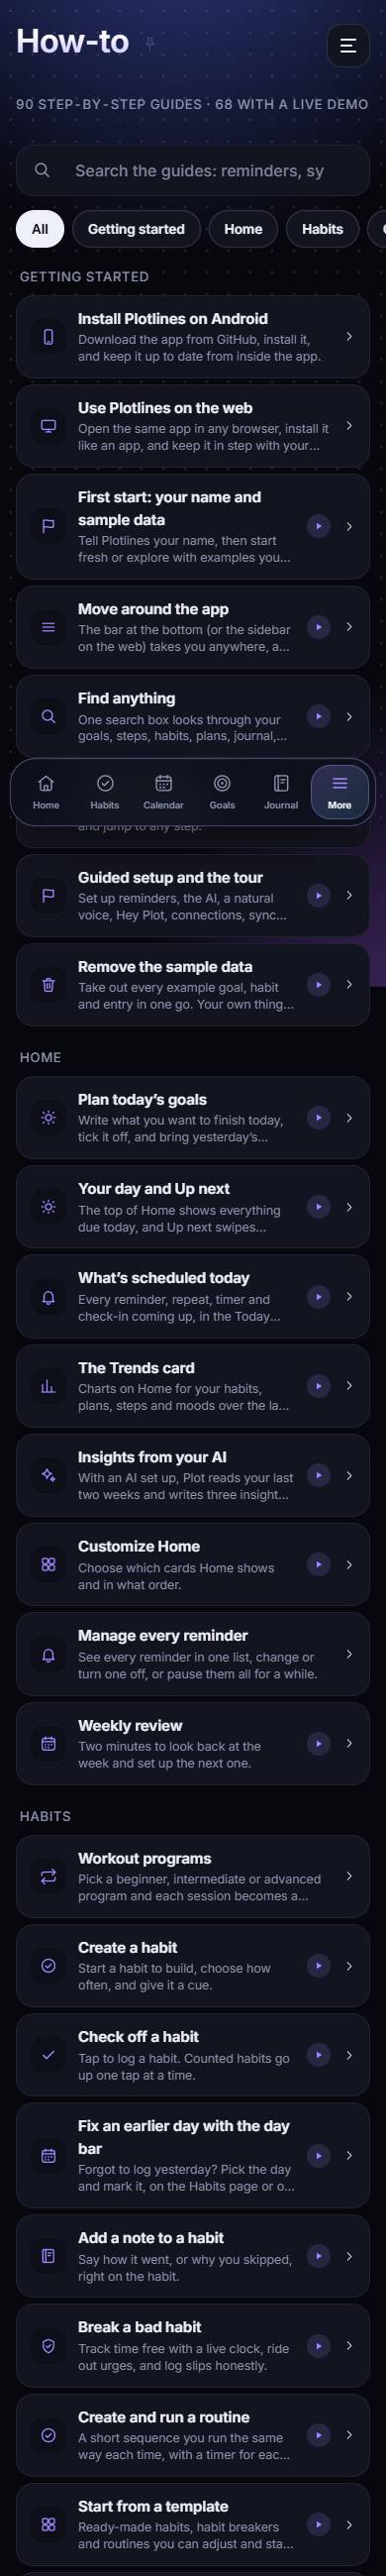 How-to
90 STEP-BY-STEP GUIDES · 68 WITH A LIVE DEMO
Search the guides: reminders, sy
All
Getting started
Home
Habits
GETTING STARTED
Install Plotlines on Android
Download the app from GitHub, install it,
and keep it up to date from inside the app.
Use Plotlines on the web
Open the same app in any browser, install it
like an app, and keep it in step with your…
First start: your name and
sample data
Tell Plotlines your name, then start
fresh or explore with examples you…
Move around the app
The bar at the bottom (or the sidebar
on the web) takes you anywhere, a…
Find anything
One search box looks through your
goals, steps, habits, plans, journal,…
Home
Habits
Calendar
Goals
Journal
More
and jump to any step.
Guided setup and the tour
Set up reminders, the AI, a natural
voice, Hey Plot, connections, sync…
Remove the sample data
Take out every example goal, habit
and entry in one go. Your own thing…
HOME
Plan today’s goals
Write what you want to finish today,
tick it off, and bring yesterday’s…
Your day and Up next
The top of Home shows everything
due today, and Up next swipes…
What’s scheduled today
Every reminder, repeat, timer and
check-in coming up, in the Today…
The Trends card
Charts on Home for your habits,
plans, steps and moods over the la…
Insights from your AI
With an AI set up, Plot reads your last
two weeks and writes three insight…
Customize Home
Choose which cards Home shows
and in what order.
Manage every reminder
See every reminder in one list, change or
turn one off, or pause them all for a while.
Weekly review
Two minutes to look back at the
week and set up the next one.
HABITS
Workout programs
Pick a beginner, intermediate or advanced
program and each session becomes a…
Create a habit
Start a habit to build, choose how
often, and give it a cue.
Check off a habit
Tap to log a habit. Counted habits go
up one tap at a time.
Fix an earlier day with the day
bar
Forgot to log yesterday? Pick the day
and mark it, on the Habits page or o…
Add a note to a habit
Say how it went, or why you skipped,
right on the habit.
Break a bad habit
Track time free with a live clock, ride
out urges, and log slips honestly.
Create and run a routine
A short sequence you run the same
way each time, with a timer for eac…
Start from a template
Ready-made habits, habit breakers
and routines you can adjust and sta…